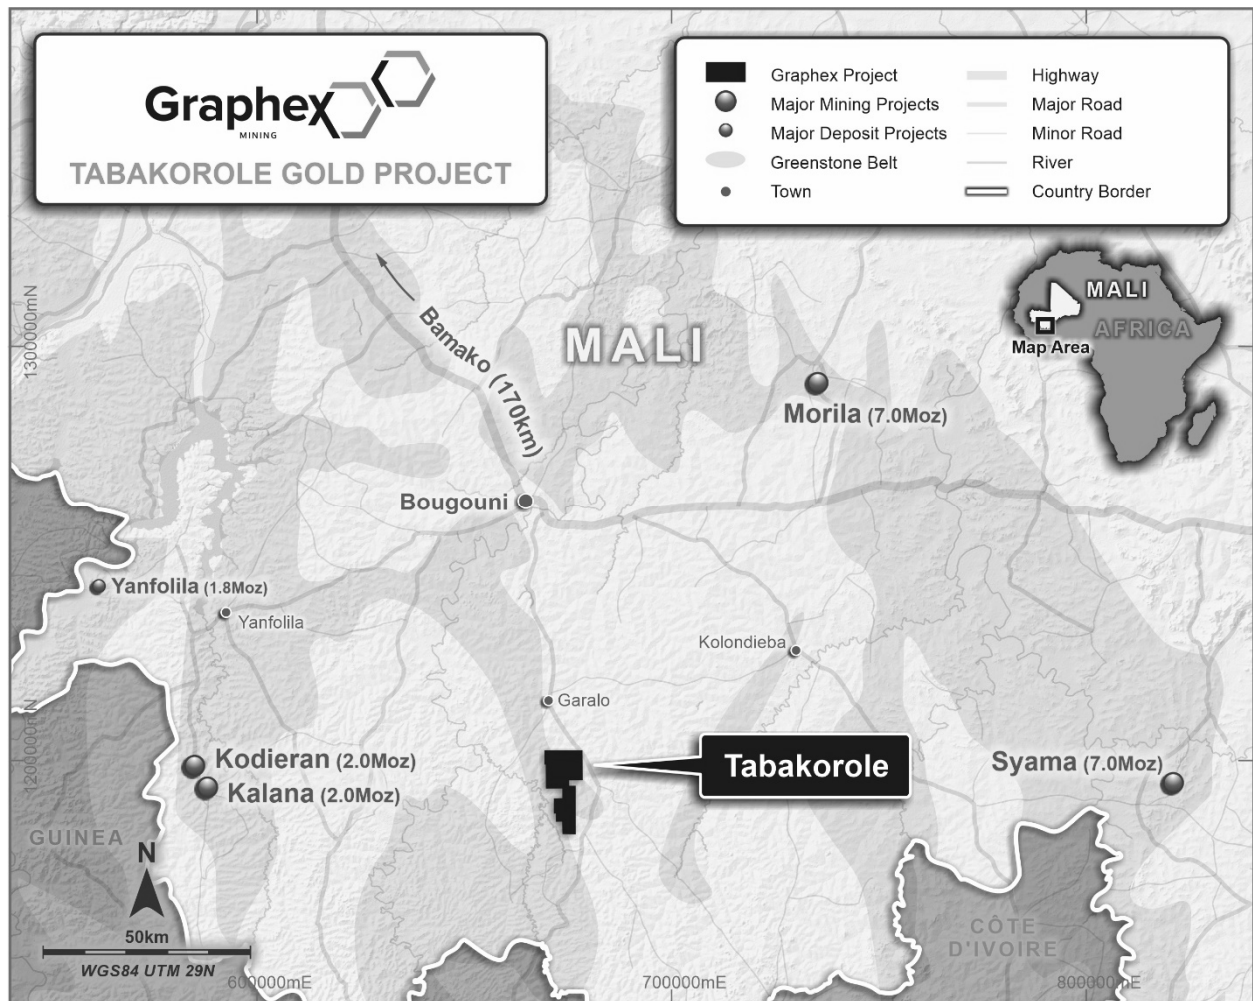 Graphex
MINING
TABAKOROLE GOLD PROJECT
Graphex Project
Major Mining Projects
Major Deposit Projects
Greenstone Belt
Town
Highway
Major Road
Minor Road
River
Country Border
MALI
AFRICA
Map Area
1300000mN
Bamako (170km)
MALI
Morila (7.0Moz)
Bougouni
Yanfolila (1.8Moz)
Yanfolila
Kolondieba
Garalo
1200000mN
Kodieran (2.0Moz)
Kalana (2.0Moz)
Tabakorole
Syama (7.0Moz)
GUINEA
N
50km
WGS84 UTM 29N
CÔTE
D'IVOIRE
600000mE
700000mE
800000mE